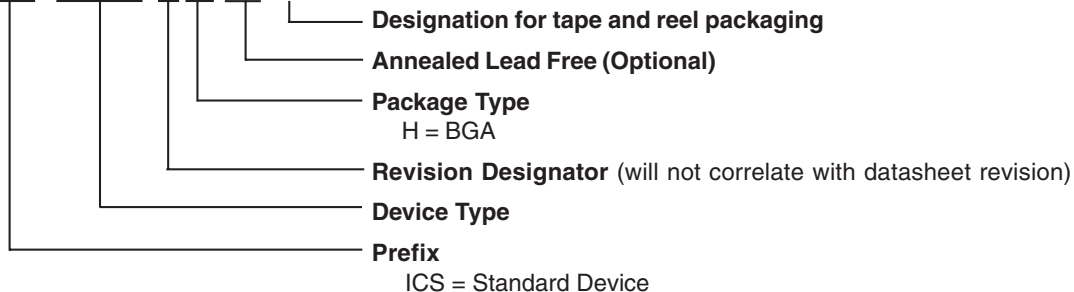 Designation for tape and reel packaging
Annealed Lead Free (Optional)
Package Type
H = BGA
Revision Designator (will not correlate with datasheet revision)
Device Type
Prefix
ICS = Standard Device